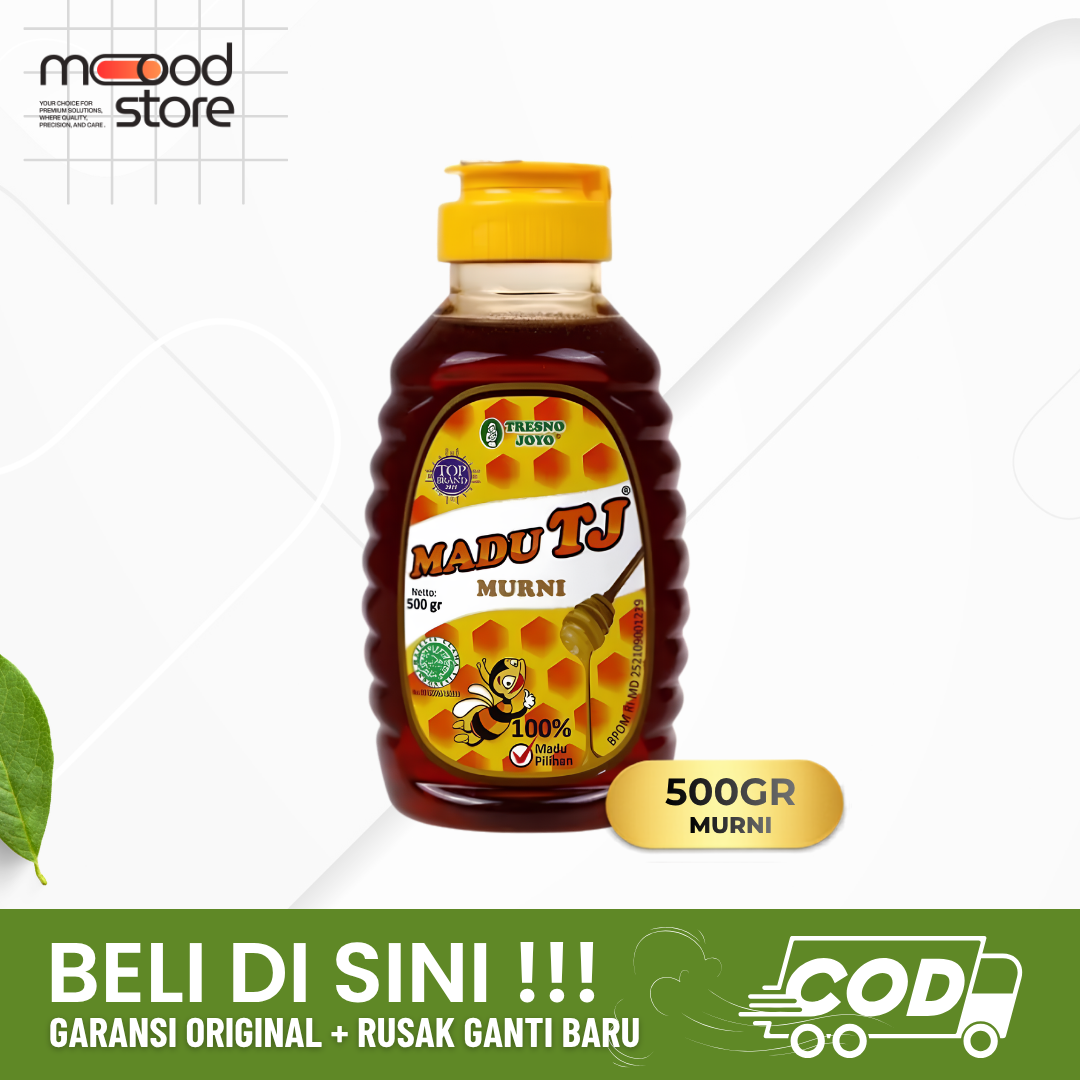 mood
store
YOUR CHOICE FOR
PREMIUM SOLUTIONS,
WHERE QUALITY,
PRECISION, AND CARE.
TRESNO
JOYO®
TOP
BRAND
MADU TJ®
MURNI
Netto:
500 gr
BPOM RI MD 252109001219
100%
Madu
Pilihan
500GR
MURNI
BELI DI SINI !!!
GARANSI ORIGINAL + RUSAK GANTI BARU
COD